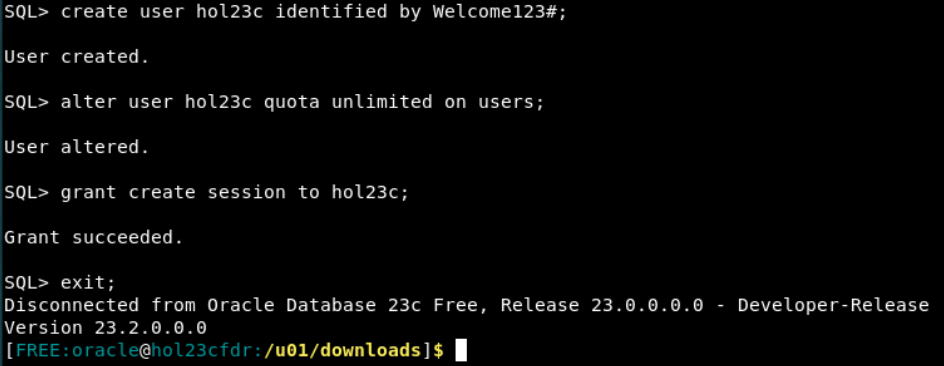 SQL> create user hol23c identified by Welcome123#;
User created.
SQL> alter user hol23c quota unlimited on users;
User altered.
SQL> grant create session to hol23c;
Grant succeeded.
SQL> exit;
Disconnected from Oracle Database 23c Free, Release 23.0.0.0.0 - Developer-Release
Version 23.2.0.0.0
[FREE:oracle@hol23cfdr:/u01/downloads]$